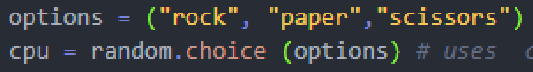 options = ("rock", "paper","scissors")
cpu = random.choice (options) # uses